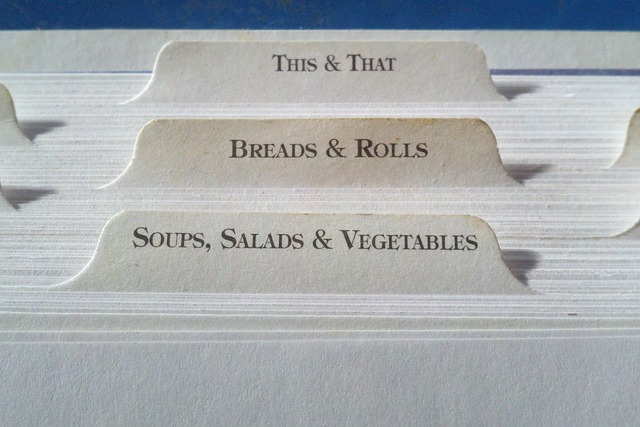 This & That
Breads & Rolls
Soups, Salads & Vegetables